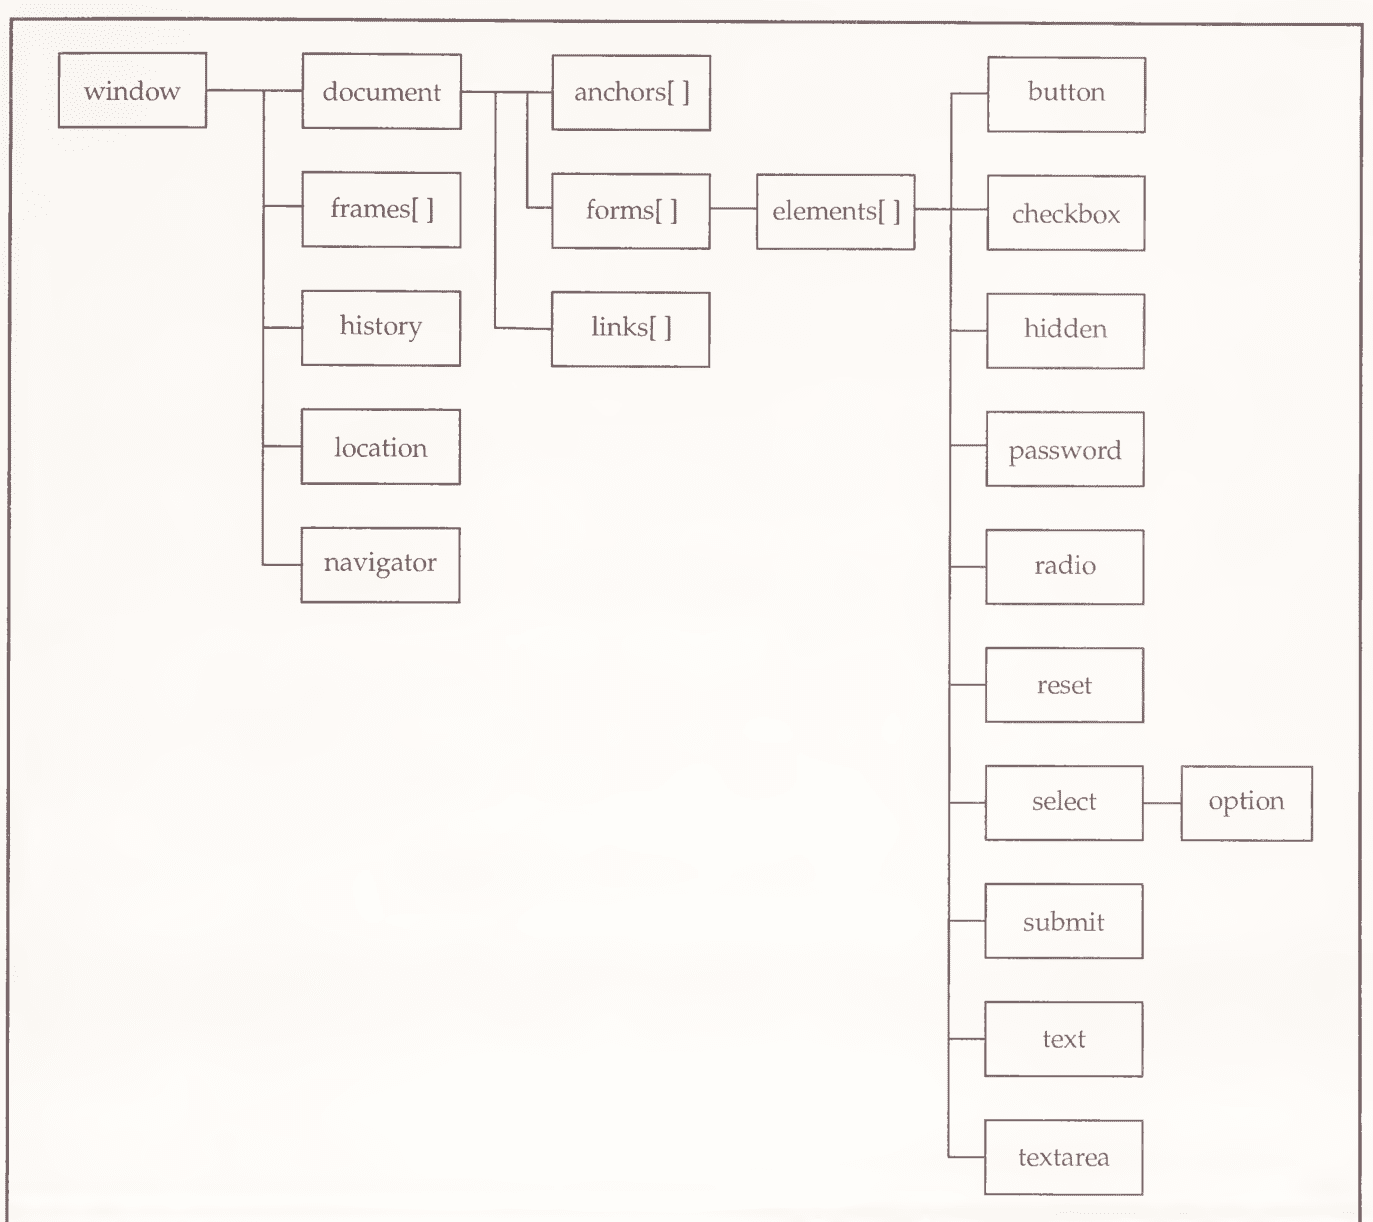 window
document
anchors[ ]
button
frames[ ]
forms[ ]
elements[ ]
checkbox
history
links[ ]
hidden
location
password
navigator
radio
reset
select
option
submit
text
textarea